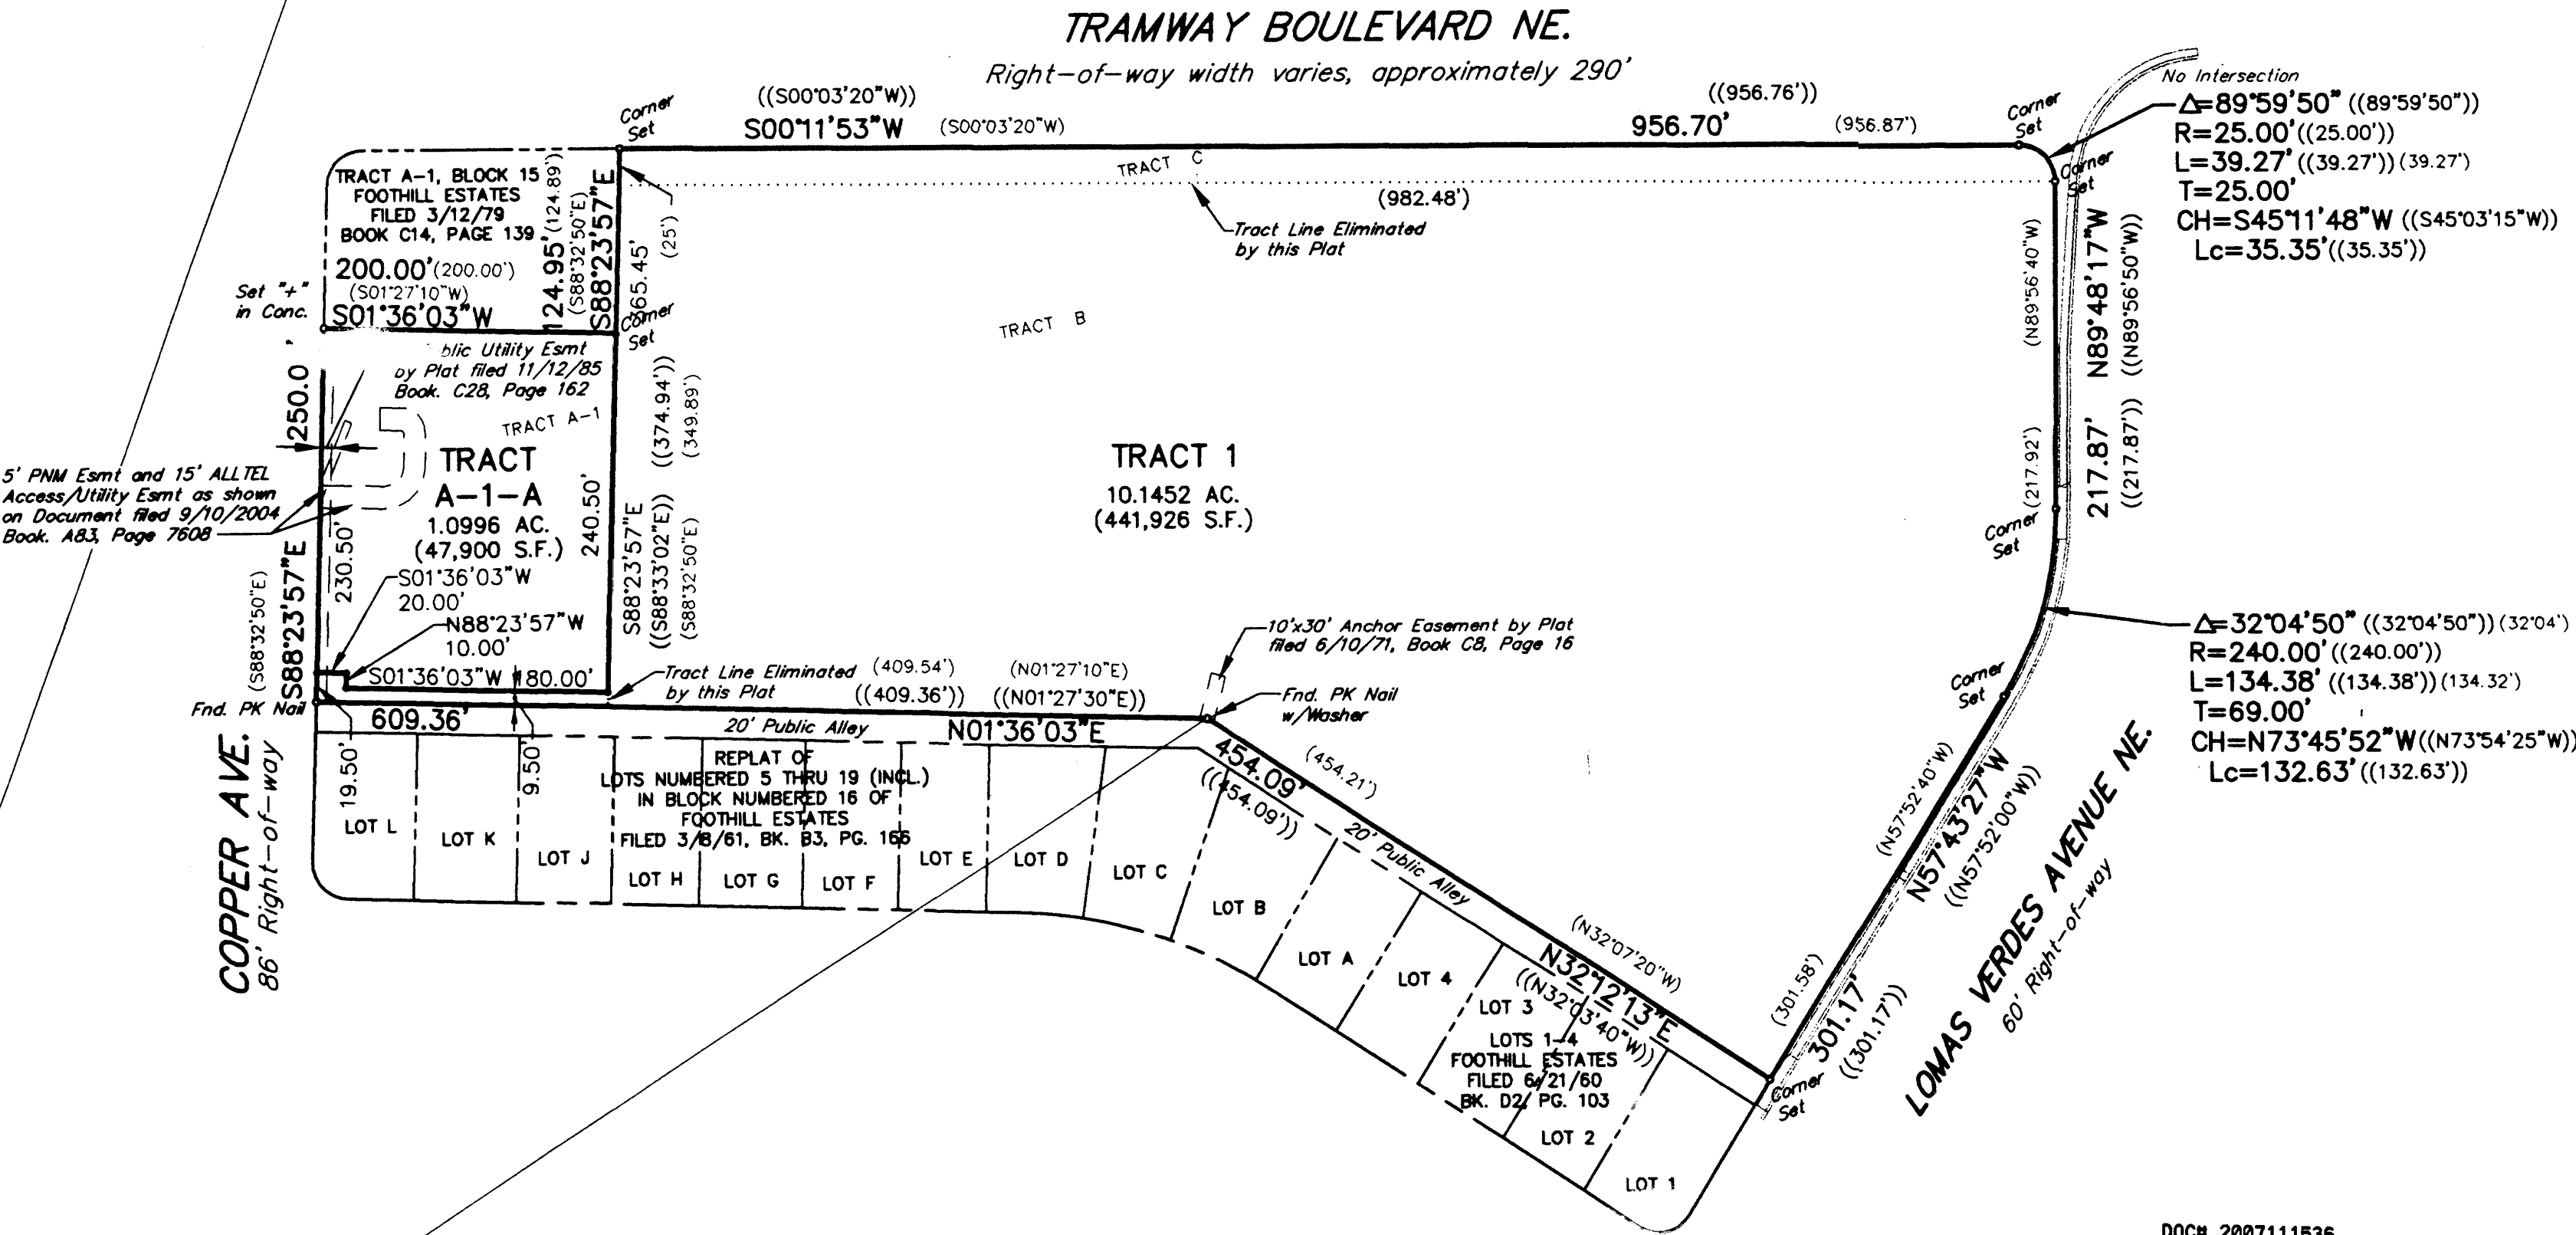 TRAMWAY BOULEVARD NE.
Right-of-way width varies, approximately 290'
Corner
Set
((S00°03'20"W))
S00°11'53"W (S00°03'20"W)
((956.76'))
956.70' (956.87')
Corner
Set
No Intersection
Δ=89°59'50" ((89°59'50"))
R=25.00' ((25.00'))
L=39.27' ((39.27')) (39.27')
T=25.00'
CH=S45°11'48"W ((S45°03'15"W))
Lc=35.35' ((35.35'))
Corner
Set
TRACT A-1, BLOCK 15
FOOTHILL ESTATES
FILED 3/12/79
BOOK C14, PAGE 139
200.00' (200.00')
(S01°27'10"W)
S01°36'03"W
Set "+"
in Conc.
124.95' (124.89')
(S88°32'50"E)
S88°23'57"E
365.45'
(25')
Corner
Set
TRACT C
(982.48')
Tract Line Eliminated
by this Plat
TRACT B
(N89°56'40"W)
N89°48'17"W
((N89°56'50"W))
(217.92')
217.87'
((217.87'))
Corner
Set
blic Utility Esmt
by Plat filed 11/12/85
Book. C28, Page 162
250.0 '
TRACT A-1
TRACT
A-1-A
1.0996 AC.
(47,900 S.F.)
240.50'
230.50'
((374.94'))
(349.89')
S88°23'57"E
((S88°33'02"E))
(S88°32'50"E)
TRACT 1
10.1452 AC.
(441,926 S.F.)
5' PNM Esmt and 15' ALLTEL
Access/Utility Esmt as shown
on Document filed 9/10/2004
Book. A83, Page 7608
(S88°32'50"E)
S88°23'57"E
S01°36'03"W
20.00'
N88°23'57"W
10.00'
S01°36'03"W 180.00'
Tract Line Eliminated
by this Plat
(409.54')
((409.36'))
(N01°27'10"E)
((N01°27'30"E))
10'x30' Anchor Easement by Plat
filed 6/10/71, Book C8, Page 16
Fnd. PK Nail
w/Washer
Fnd. PK Nail
609.36'
20' Public Alley
N01°36'03"E
Δ=32°04'50" ((32°04'50")) (32°04')
R=240.00' ((240.00'))
L=134.38' ((134.38')) (134.32')
T=69.00'
CH=N73°45'52"W ((N73°54'25"W))
Lc=132.63' ((132.63'))
Corner
Set
COPPER AVE.
86' Right-of-way
19.50'
9.50'
REPLAT OF
LOTS NUMBERED 5 THRU 19 (INCL.)
IN BLOCK NUMBERED 16 OF
FOOTHILL ESTATES
FILED 3/8/61, BK. B3, PG. 166
LOT L
LOT K
LOT J
LOT H
LOT G
LOT F
LOT E
LOT D
LOT C
LOT B
LOT A
LOT 4
LOT 3
454.09'
(454.21')
((454.09'))
20' Public Alley
(N32°07'20"W)
N32°12'13"E
((N32°03'40"W))
LOTS 1-4
FOOTHILL ESTATES
FILED 6/21/60
BK. D2, PG. 103
LOT 2
LOT 1
(N57°52'40"W)
N57°43'27"W
((N57°52'00"W))
(301.58')
301.17'
((301.17'))
Corner
Set
LOMAS VERDES AVENUE NE.
60' Right-of-way
DOC# 2007111536